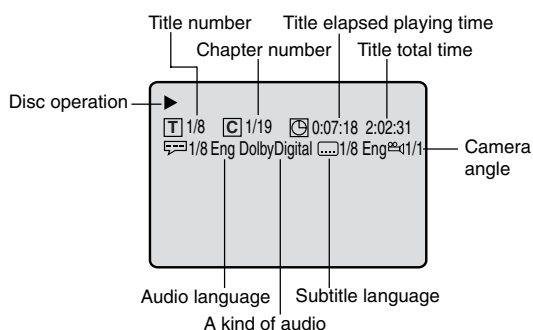 Title number Title elapsed playing time
Chapter number Title total time
Disc operation
T 1/8 C 1/19 0:07:18 2:02:31
1/8 Eng DolbyDigital 1/8 Eng 1/1
Camera
angle
Audio language Subtitle language
A kind of audio